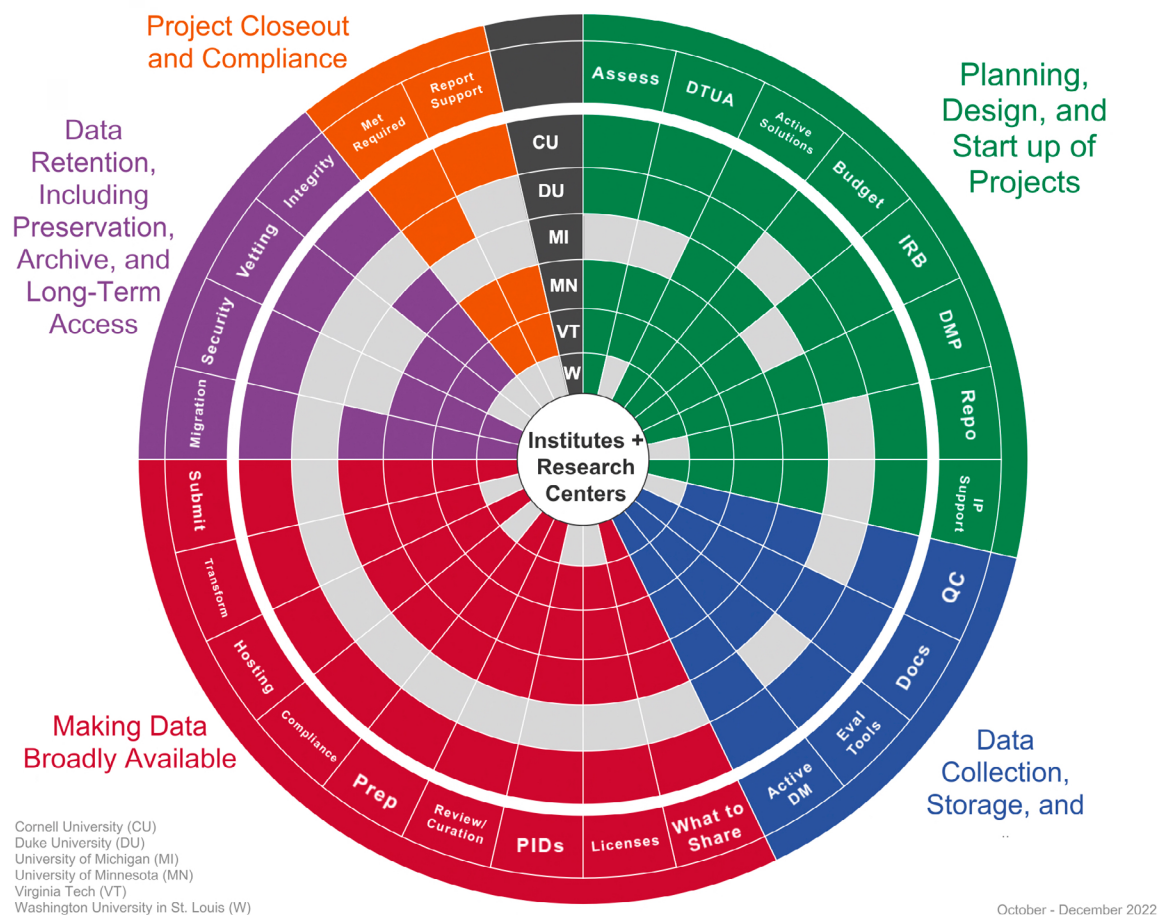 Project Closeout
and Compliance
Planning,
Design, and
Start up of
Projects
Data
Retention,
Including
Preservation,
Archive, and
Long-Term
Access
Making Data
Broadly Available
Data
Collection,
Storage, and
Assess
DTUA
Active
Solutions
Budget
IRB
DMP
Repo
IP
Support
QC
Docs
Eval
Tools
Active
DM
What to
Share
Licenses
PIDs
Review/
Curation
Prep
Compliance
Hosting
Transform
Submit
Migration
Security
Vetting
Integrity
Met
Required
Report
Support
CU
DU
MI
MN
VT
W
Institutes +
Research
Centers
Cornell University (CU)
Duke University (DU)
University of Michigan (MI)
University of Minnesota (MN)
Virginia Tech (VT)
Washington University in St. Louis (W)
October - December 2022